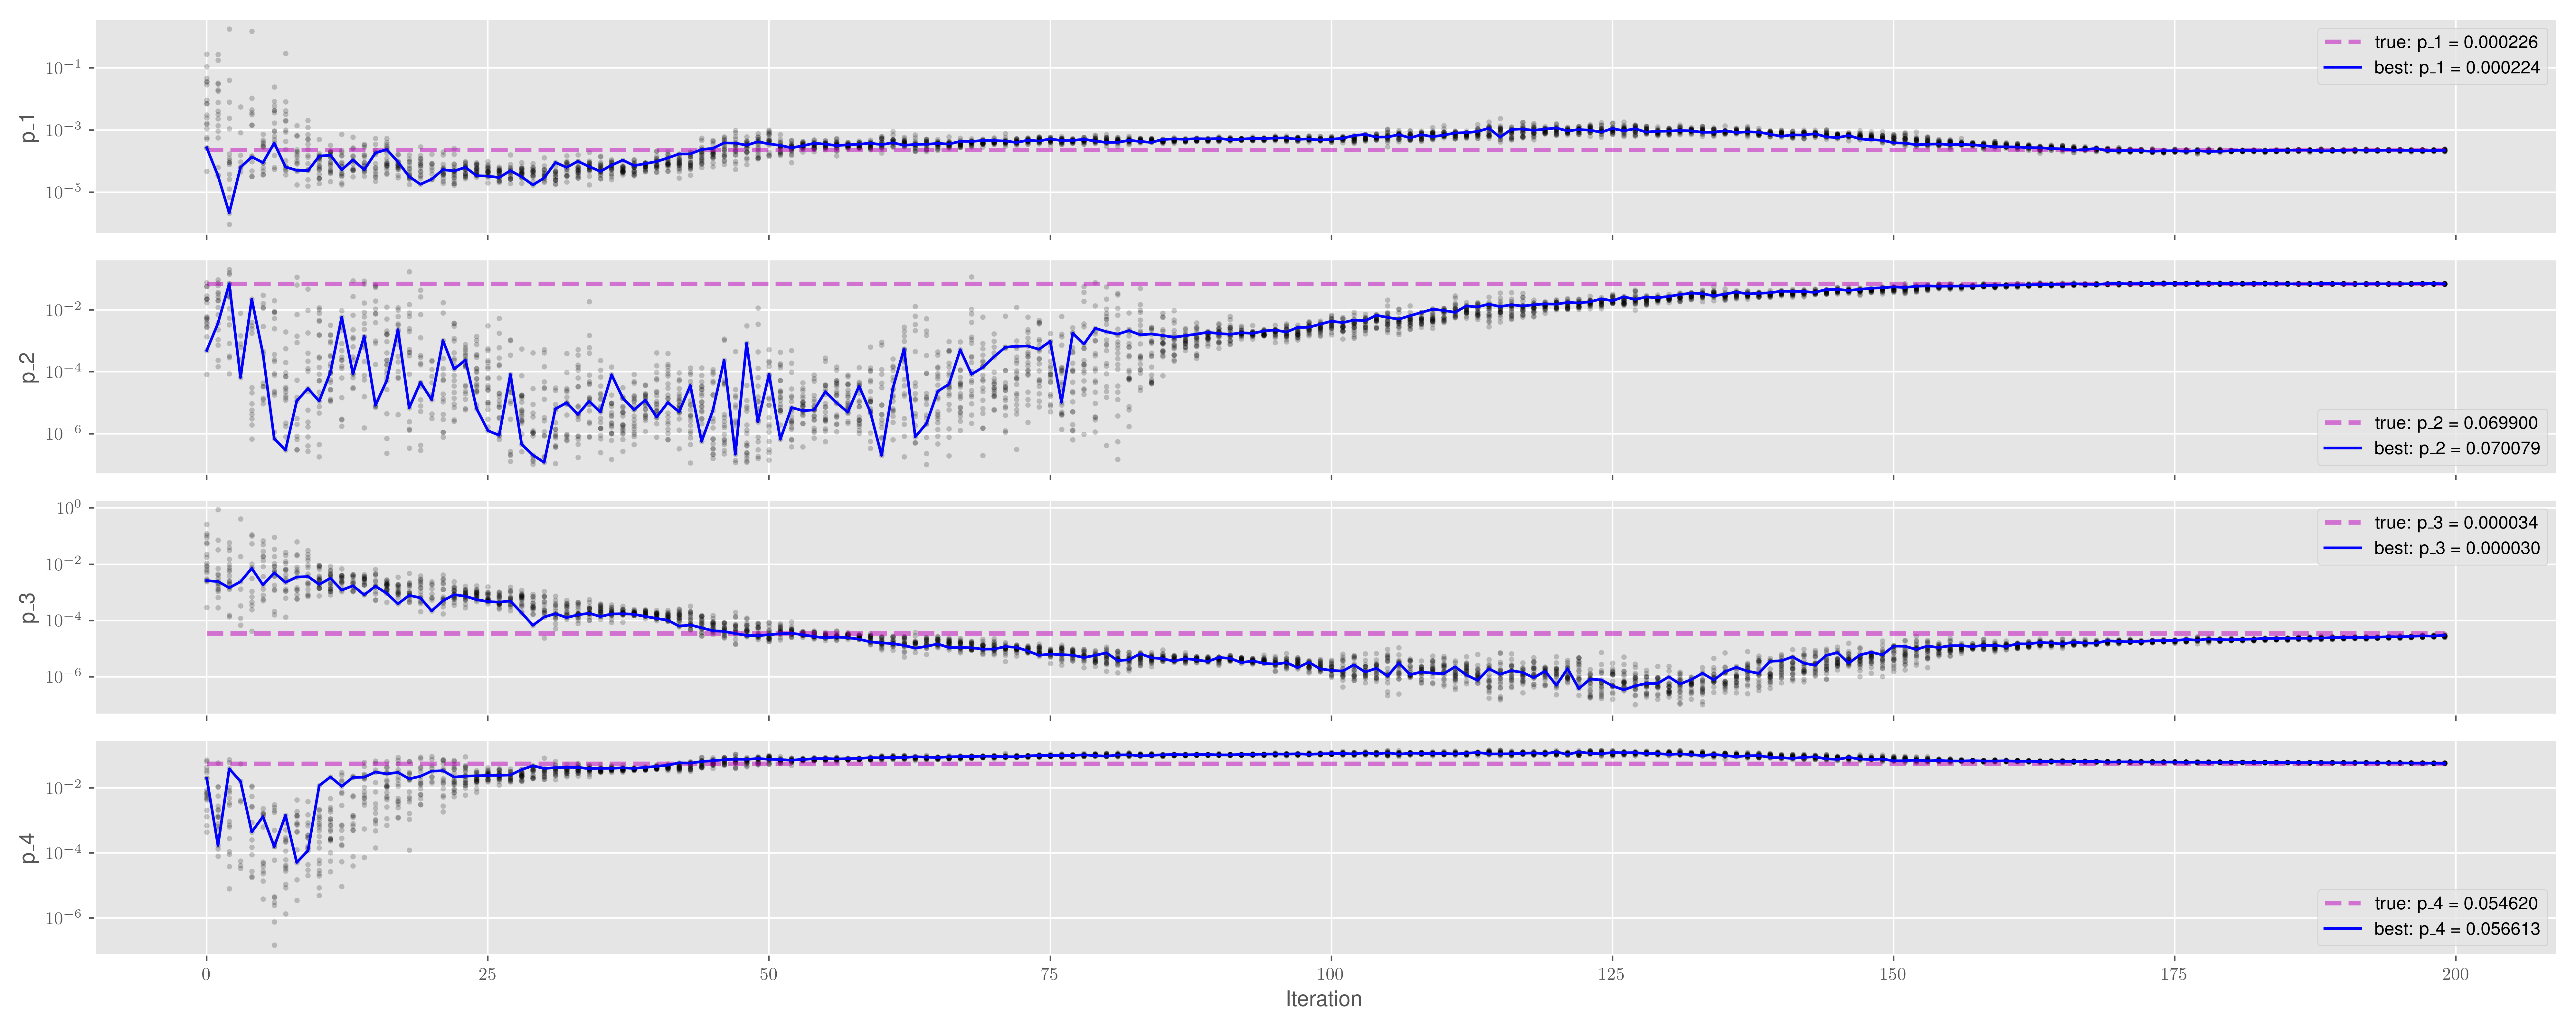 10⁻¹
10⁻³
10⁻⁵
p_1
true: p_1 = 0.000226
best: p_1 = 0.000224
10⁻²
10⁻⁴
10⁻⁶
p_2
true: p_2 = 0.069900
best: p_2 = 0.070079
10⁰
10⁻²
10⁻⁴
10⁻⁶
p_3
true: p_3 = 0.000034
best: p_3 = 0.000030
10⁻²
10⁻⁴
10⁻⁶
p_4
true: p_4 = 0.054620
best: p_4 = 0.056613
0 25 50 75 100 125 150 175 200
Iteration